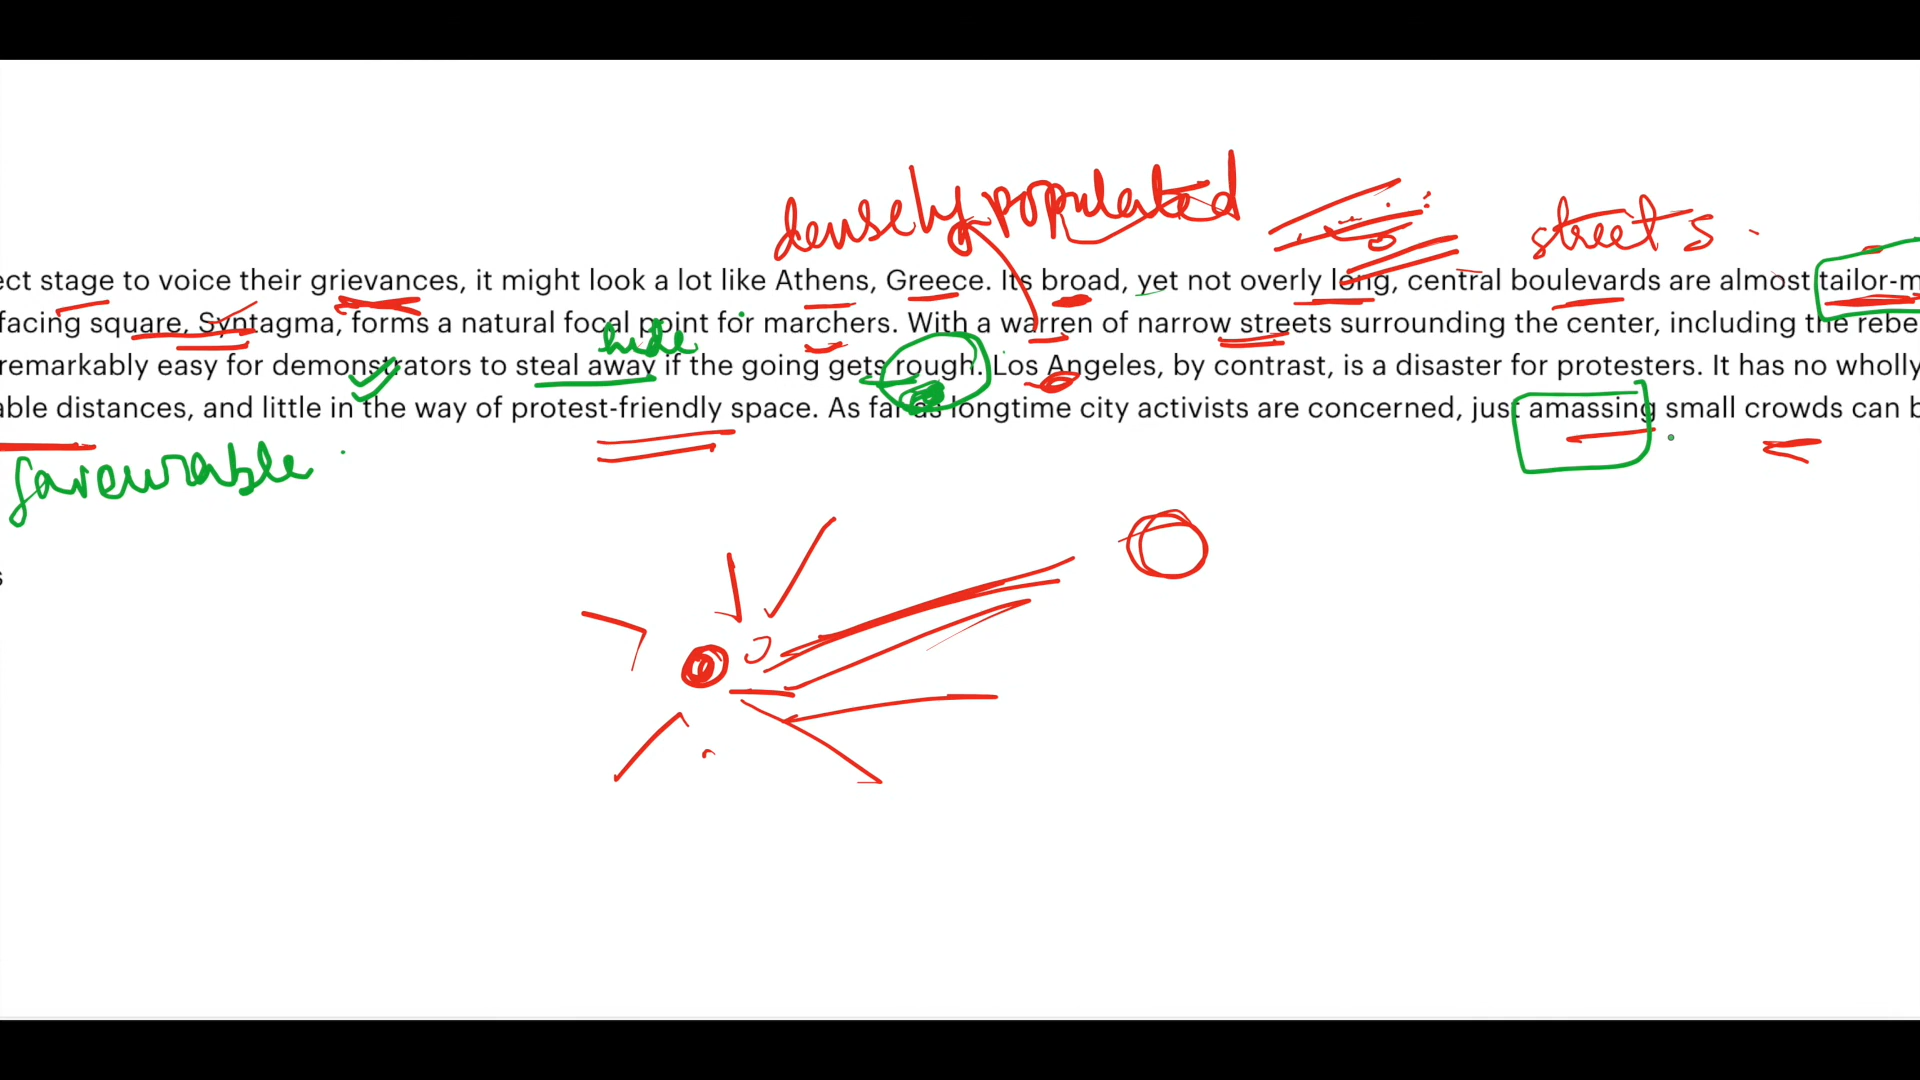 densely populated
streets
ect stage to voice their grievances, it might look a lot like Athens, Greece. Its broad, yet not overly long, central boulevards are almost tailor-m
facing square, Syntagma, forms a natural focal point for marchers. With a warren of narrow streets surrounding the center, including the rebe
hide
remarkably easy for demonstrators to steal away if the going gets rough. Los Angeles, by contrast, is a disaster for protesters. It has no wholly
able distances, and little in the way of protest-friendly space. As far as longtime city activists are concerned, just amassing small crowds can b
favourable
s